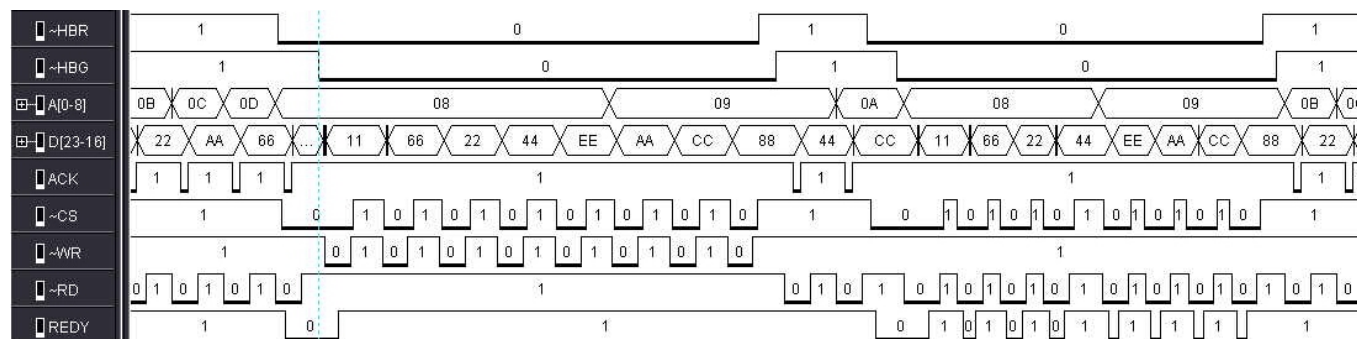 ~HBR 1 0 1 0 1
~HBG 1 0 1 0 1
A[0-8] 0B 0C 0D 08 09 0A 08 09 0B
D[23-16] 22 AA 66 ... 11 66 22 44 EE AA CC 88 44 CC 11 66 22 44 EE AA CC 88 22
ACK 1 1 1 1 1 1 1
~CS 1 0 1 0 1 0 1 0 1 0 1 0 1 0 1 0 1 0 1 0 1 0 1 0 1 0 1 0 1 0 1 0 1
~WR 1 0 1 0 1 0 1 0 1 0 1 0 1 0 1 0 1
~RD 0 1 0 1 0 1 0 1 0 1 0 1 0 1 0 1 0 1 0 1 0 1 0 1 0 1 0 1 0 1 0
REDY 1 0 1 0 1 0 1 0 1 0 1 1 1 1 1